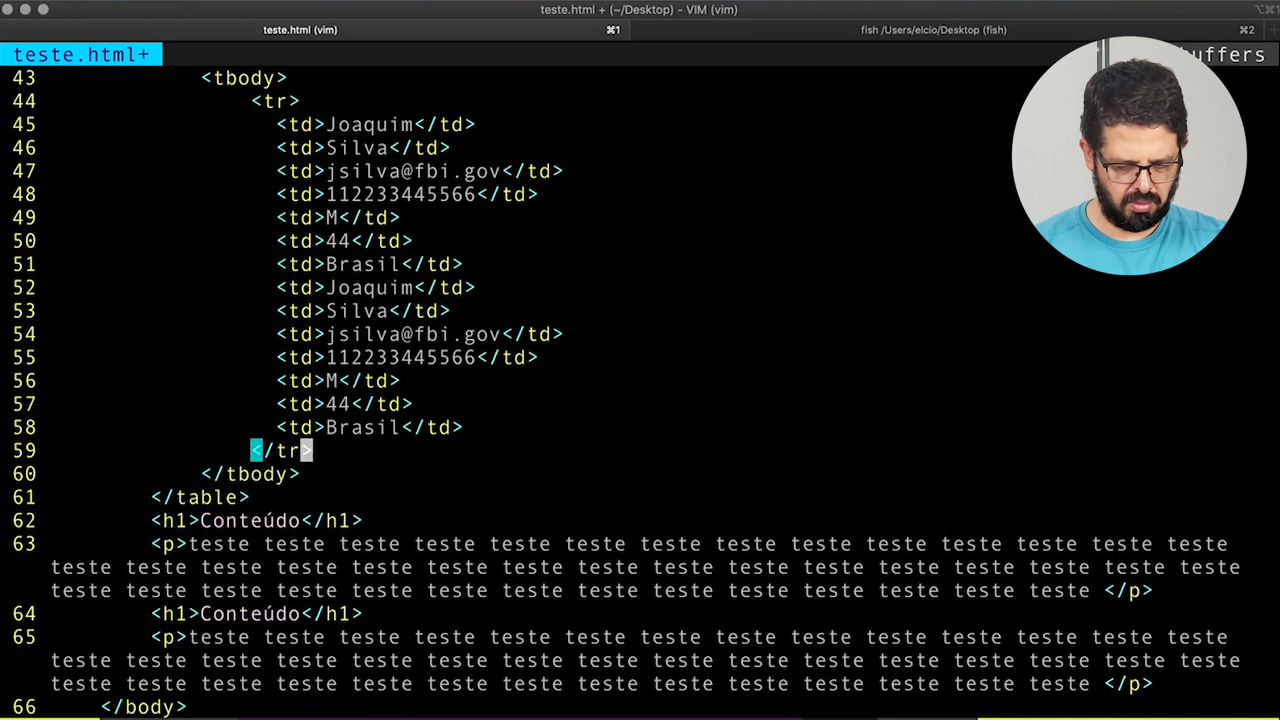 teste.html + (~/Desktop) - VIM (vim)
⌥⌘1
teste.html (vim)
⌘1
fish /Users/elcio/Desktop (fish)
⌘2
teste.html+
buffers
43 <tbody>
44 <tr>
45 <td>Joaquim</td>
46 <td>Silva</td>
47 <td>jsilva@fbi.gov</td>
48 <td>112233445566</td>
49 <td>M</td>
50 <td>44</td>
51 <td>Brasil</td>
52 <td>Joaquim</td>
53 <td>Silva</td>
54 <td>jsilva@fbi.gov</td>
55 <td>112233445566</td>
56 <td>M</td>
57 <td>44</td>
58 <td>Brasil</td>
59 </tr>
60 </tbody>
61 </table>
62 <h1>Conteúdo</h1>
63 <p>teste teste teste teste teste teste teste teste teste teste teste teste teste teste
teste teste teste teste teste teste teste teste teste teste teste teste teste teste teste teste
teste teste teste teste teste teste teste teste teste teste teste teste teste teste </p>
64 <h1>Conteúdo</h1>
65 <p>teste teste teste teste teste teste teste teste teste teste teste teste teste teste
teste teste teste teste teste teste teste teste teste teste teste teste teste teste teste teste
teste teste teste teste teste teste teste teste teste teste teste teste teste teste </p>
66 </body>